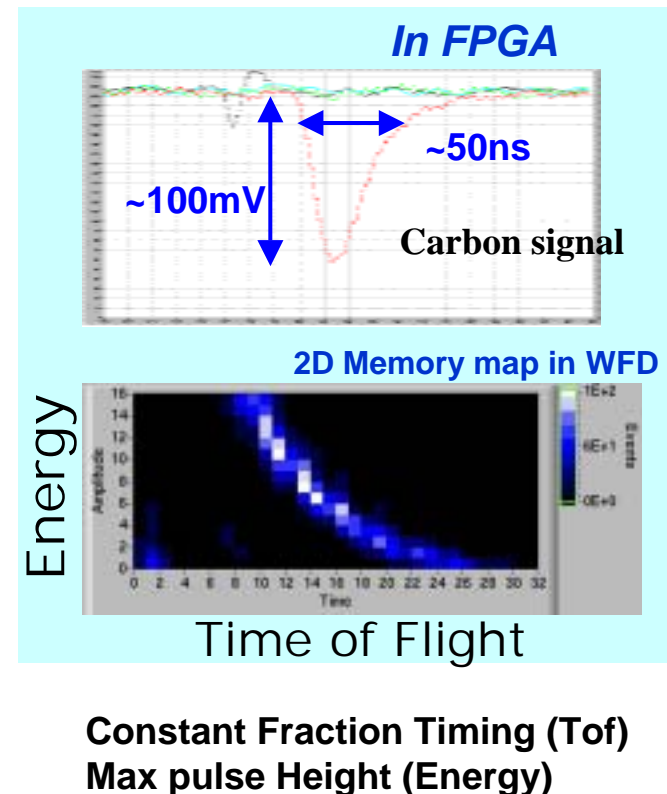 In FPGA
~50ns
~100mV
Carbon signal
2D Memory map in WFD
Energy
Amplitude
16
14
12
10
8
6
4
2
0
0 2 4 6 8 10 12 14 16 18 20 22 24 26 28 30 32
Time
1E+2
6E+1
0E+0
Events
Time of Flight
Constant Fraction Timing (Tof)
Max pulse Height (Energy)